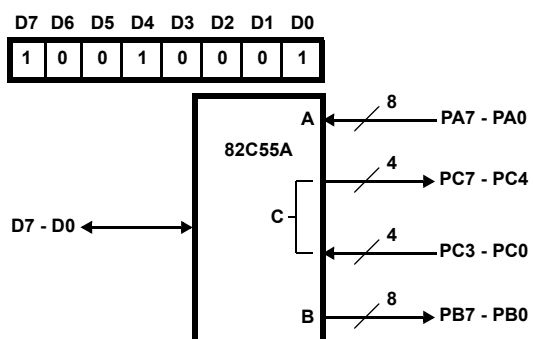 D7 D6 D5 D4 D3 D2 D1 D0
1 0 0 1 0 0 0 1
A
8
PA7 - PA0
82C55A
4
PC7 - PC4
C
D7 - D0
4
PC3 - PC0
B
8
PB7 - PB0